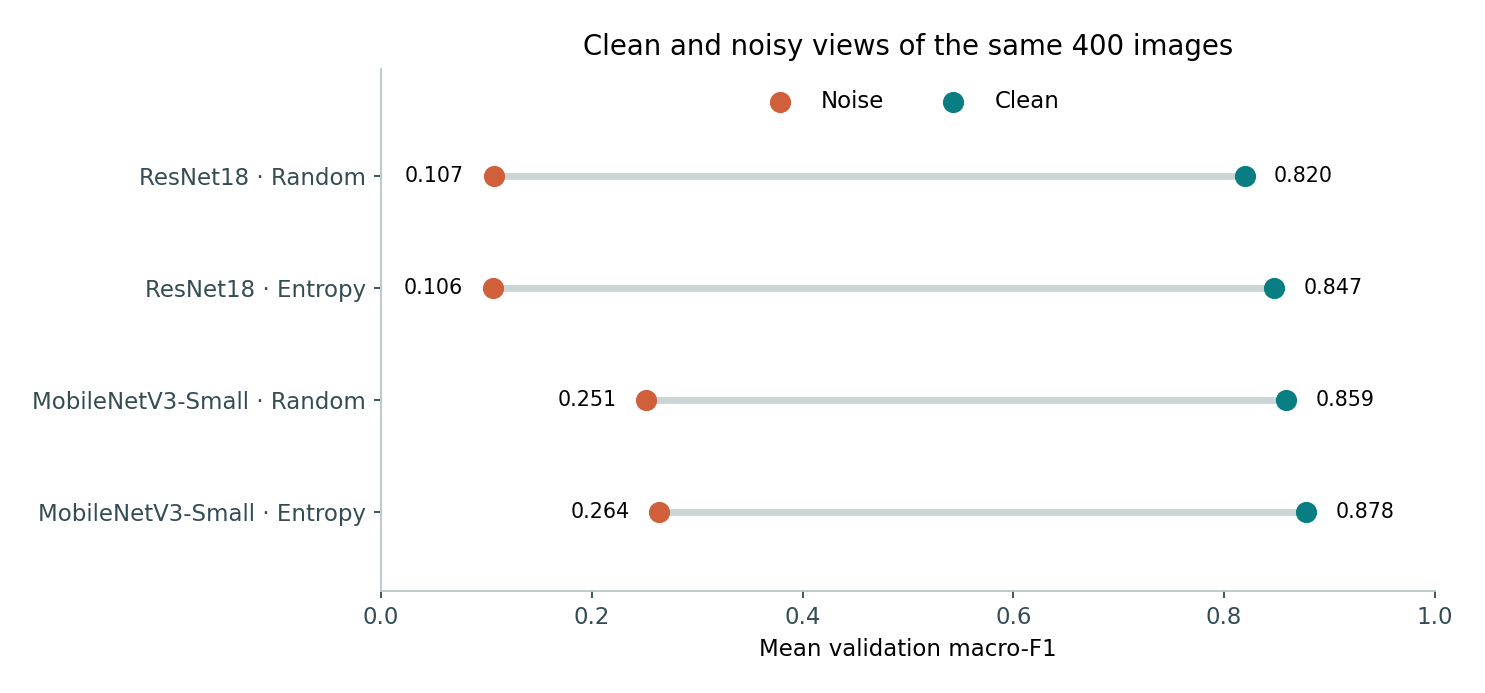 Clean and noisy views of the same 400 images
Noise Clean
ResNet18 · Random 0.107 0.820
ResNet18 · Entropy 0.106 0.847
MobileNetV3-Small · Random 0.251 0.859
MobileNetV3-Small · Entropy 0.264 0.878
0.0 0.2 0.4 0.6 0.8 1.0
Mean validation macro-F1